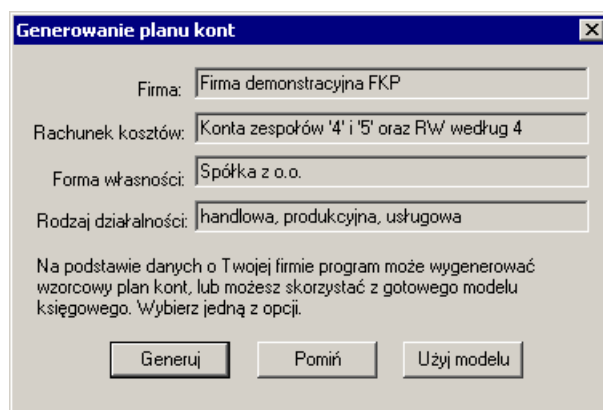 Generowanie planu kont
Firma: Firma demonstracyjna FKP
Rachunek kosztów: Konta zespołów '4' i '5' oraz RW według 4
Forma własności: Spółka z o.o.
Rodzaj działalności: handlowa, produkcyjna, usługowa
Na podstawie danych o Twojej firmie program może wygenerować
wzorcowy plan kont, lub możesz skorzystać z gotowego modelu
księgowego. Wybierz jedną z opcji.
Generuj Pomiń Użyj modelu